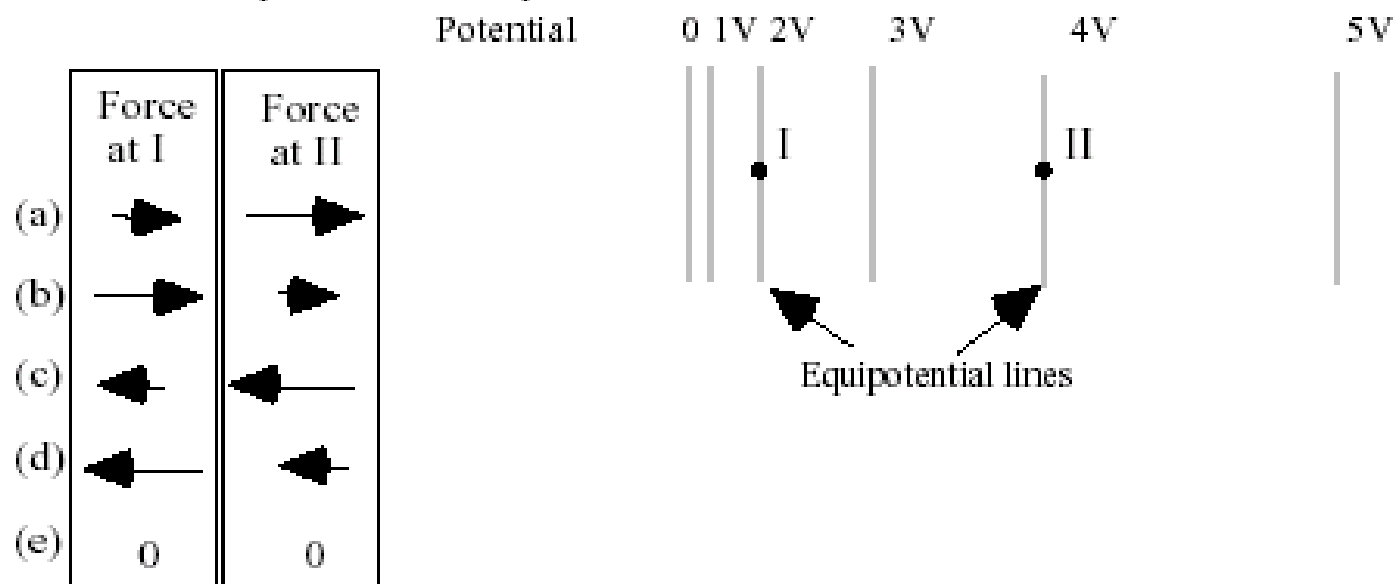 Potential 0 1V 2V 3V 4V 5V
Force at I
Force at II
I
II
(a)
(b)
(c)
(d)
(e) 0 0
Equipotential lines